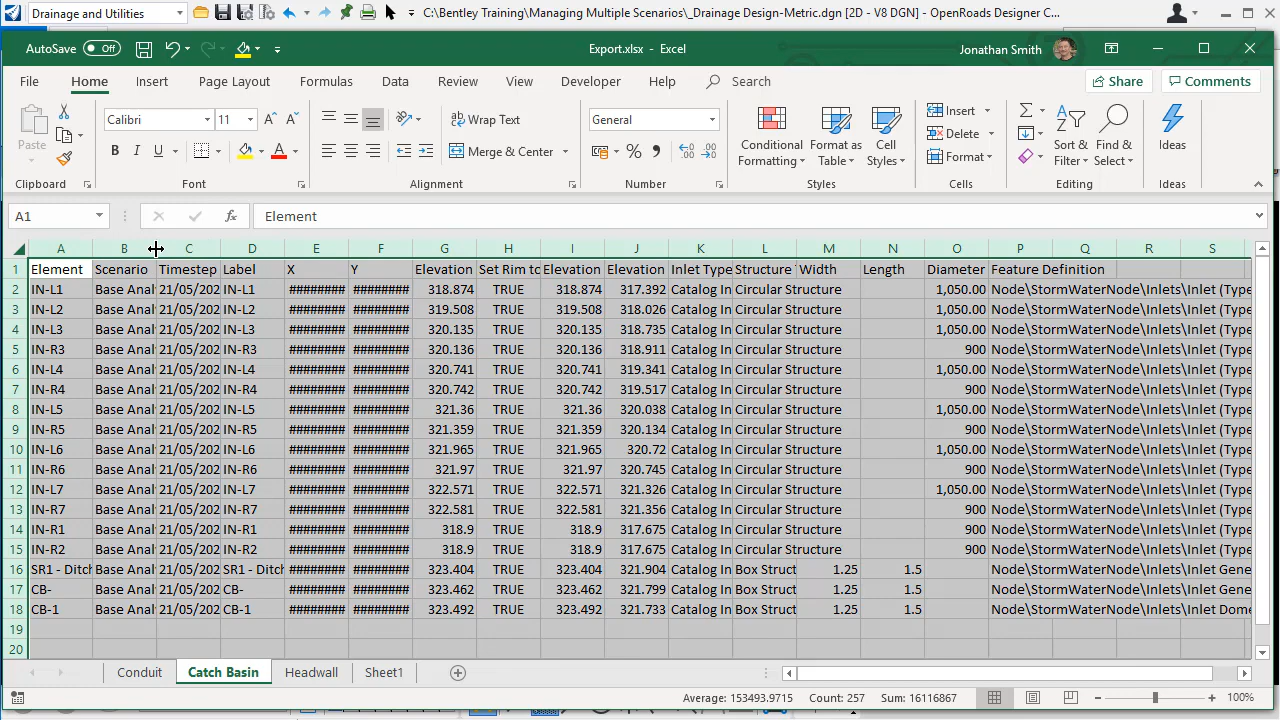 Drainage and Utilities
C:\Bentley Training\Managing Multiple Scenarios\_Drainage Design-Metric.dgn [2D - V8 DGN] - OpenRoads Designer C...
AutoSave Off
Export.xlsx - Excel
Jonathan Smith
File Home Insert Page Layout Formulas Data Review View Developer Help Search Share Comments
Paste
Calibri 11
Wrap Text
General
Merge & Center
Conditional Formatting
Format as Table
Cell Styles
Insert
Delete
Format
Sort & Filter
Find & Select
Ideas
Clipboard Font Alignment Number Styles Cells Editing Ideas
A1 fx Element
A B C D E F G H I J K L M N O P Q R S
1 Element Scenario Timestep Label X Y Elevation Set Rim to Elevation Elevation Inlet Type Structure Width Length Diameter Feature Definition
2 IN-L1 Base Anal 21/05/202 IN-L1 ######## ######## 318.874 TRUE 318.874 317.392 Catalog In Circular Structure 1,050.00 Node\StormWaterNode\Inlets\Inlet (Type
3 IN-L2 Base Anal 21/05/202 IN-L2 ######## ######## 319.508 TRUE 319.508 318.026 Catalog In Circular Structure 1,050.00 Node\StormWaterNode\Inlets\Inlet (Type
4 IN-L3 Base Anal 21/05/202 IN-L3 ######## ######## 320.135 TRUE 320.135 318.735 Catalog In Circular Structure 1,050.00 Node\StormWaterNode\Inlets\Inlet (Type
5 IN-R3 Base Anal 21/05/202 IN-R3 ######## ######## 320.136 TRUE 320.136 318.911 Catalog In Circular Structure 900 Node\StormWaterNode\Inlets\Inlet (Type
6 IN-L4 Base Anal 21/05/202 IN-L4 ######## ######## 320.741 TRUE 320.741 319.341 Catalog In Circular Structure 1,050.00 Node\StormWaterNode\Inlets\Inlet (Type
7 IN-R4 Base Anal 21/05/202 IN-R4 ######## ######## 320.742 TRUE 320.742 319.517 Catalog In Circular Structure 900 Node\StormWaterNode\Inlets\Inlet (Type
8 IN-L5 Base Anal 21/05/202 IN-L5 ######## ######## 321.36 TRUE 321.36 320.038 Catalog In Circular Structure 1,050.00 Node\StormWaterNode\Inlets\Inlet (Type
9 IN-R5 Base Anal 21/05/202 IN-R5 ######## ######## 321.359 TRUE 321.359 320.134 Catalog In Circular Structure 900 Node\StormWaterNode\Inlets\Inlet (Type
10 IN-L6 Base Anal 21/05/202 IN-L6 ######## ######## 321.965 TRUE 321.965 320.72 Catalog In Circular Structure 1,050.00 Node\StormWaterNode\Inlets\Inlet (Type
11 IN-R6 Base Anal 21/05/202 IN-R6 ######## ######## 321.97 TRUE 321.97 320.745 Catalog In Circular Structure 900 Node\StormWaterNode\Inlets\Inlet (Type
12 IN-L7 Base Anal 21/05/202 IN-L7 ######## ######## 322.571 TRUE 322.571 321.326 Catalog In Circular Structure 1,050.00 Node\StormWaterNode\Inlets\Inlet (Type
13 IN-R7 Base Anal 21/05/202 IN-R7 ######## ######## 322.581 TRUE 322.581 321.356 Catalog In Circular Structure 900 Node\StormWaterNode\Inlets\Inlet (Type
14 IN-R1 Base Anal 21/05/202 IN-R1 ######## ######## 318.9 TRUE 318.9 317.675 Catalog In Circular Structure 900 Node\StormWaterNode\Inlets\Inlet (Type
15 IN-R2 Base Anal 21/05/202 IN-R2 ######## ######## 318.9 TRUE 318.9 317.675 Catalog In Circular Structure 900 Node\StormWaterNode\Inlets\Inlet (Type
16 SR1 - Ditch Base Anal 21/05/202 SR1 - Ditch ######## ######## 323.404 TRUE 323.404 321.904 Catalog In Box Struct 1.25 1.5 Node\StormWaterNode\Inlets\Inlet Gene
17 CB- Base Anal 21/05/202 CB- ######## ######## 323.462 TRUE 323.462 321.799 Catalog In Box Struct 1.25 1.5 Node\StormWaterNode\Inlets\Inlet Gene
18 CB-1 Base Anal 21/05/202 CB-1 ######## ######## 323.492 TRUE 323.492 321.733 Catalog In Box Struct 1.25 1.5 Node\StormWaterNode\Inlets\Inlet Dome
19
20
Conduit Catch Basin Headwall Sheet1
Average: 153493.9715 Count: 257 Sum: 16116867 100%